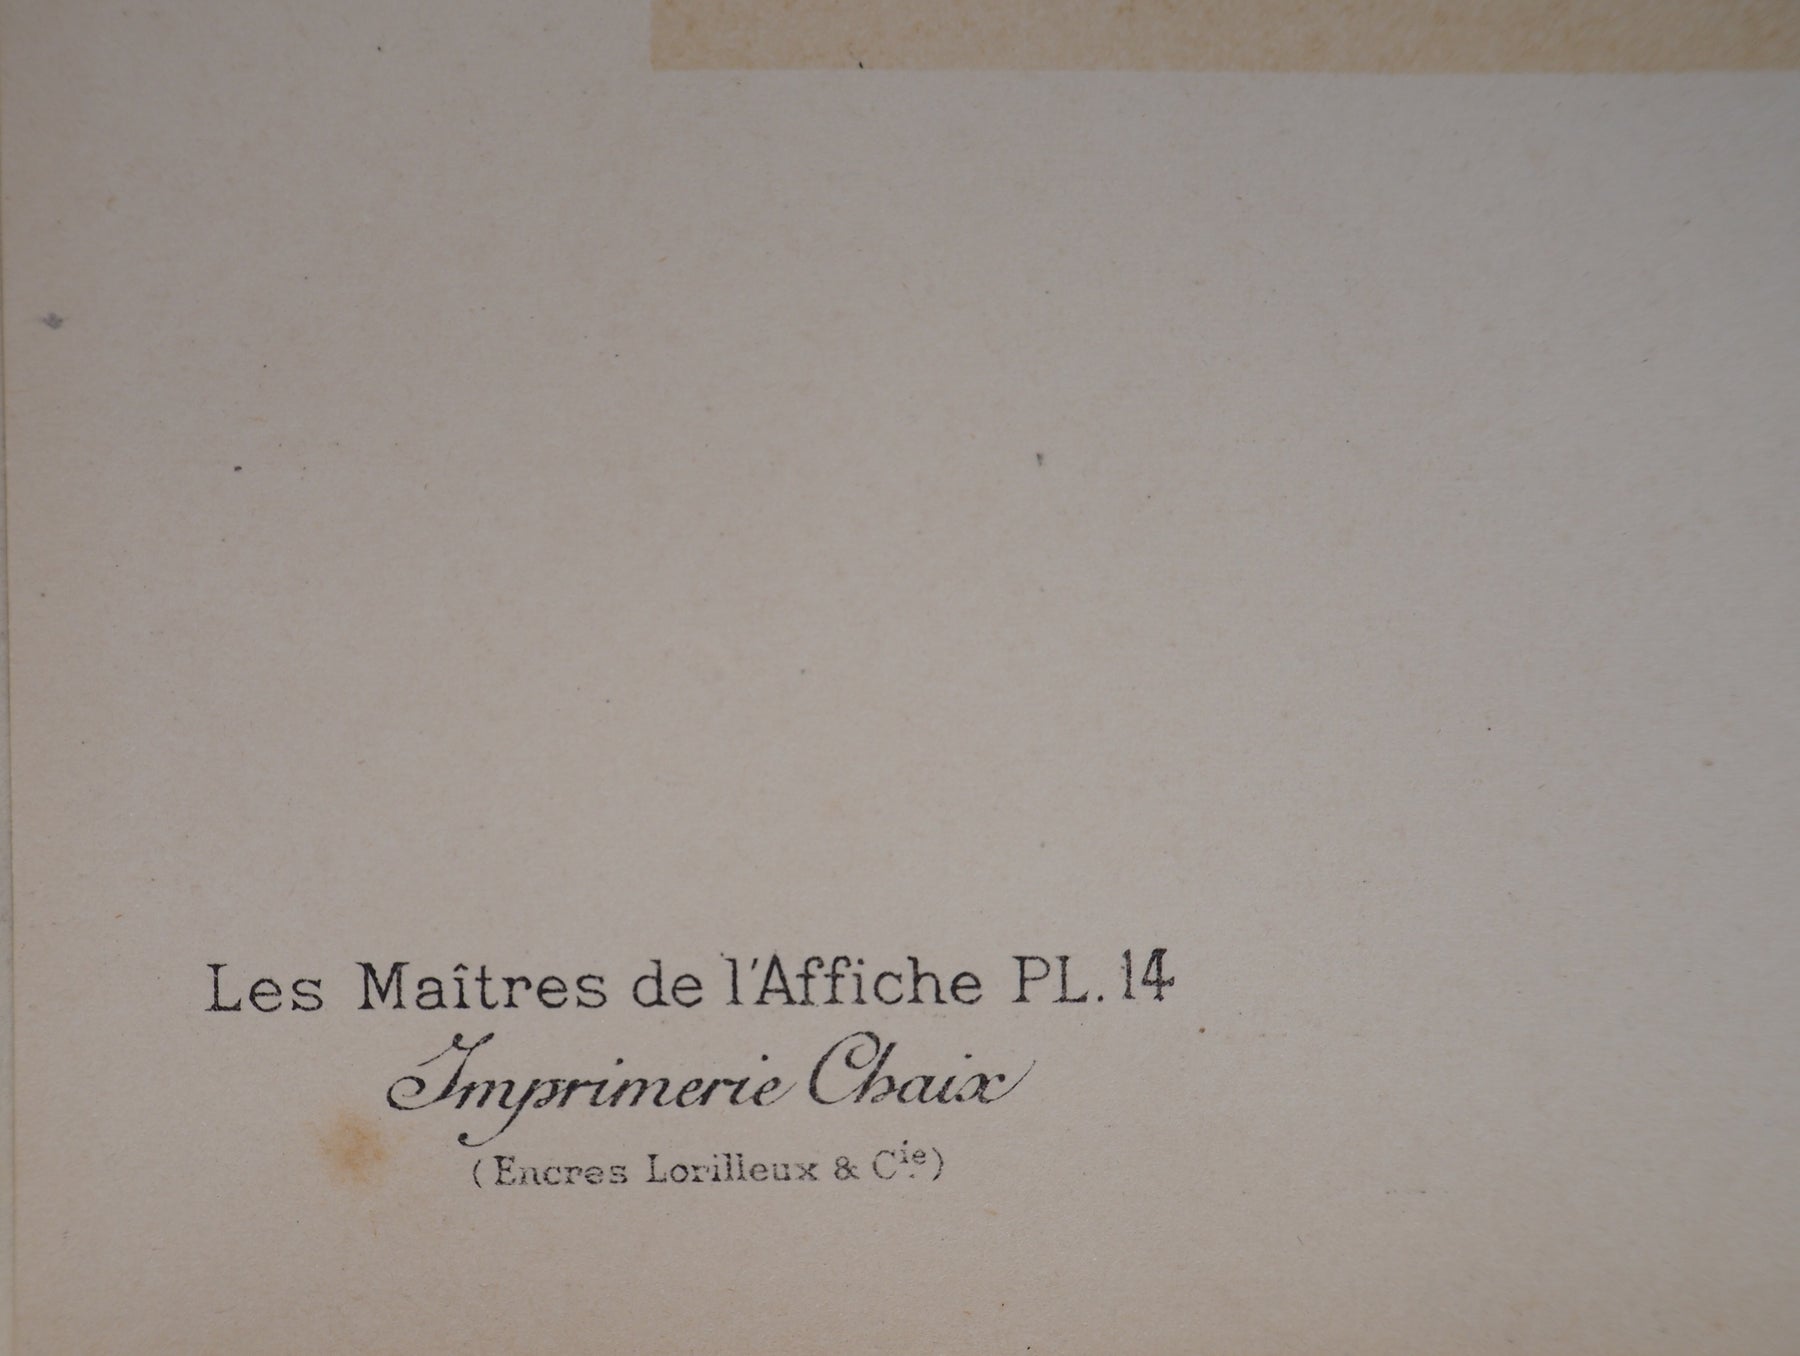 Les Maîtres de l'Affiche PL. 14
Imprimerie Chaix
(Encres Lorilleux & Cie)